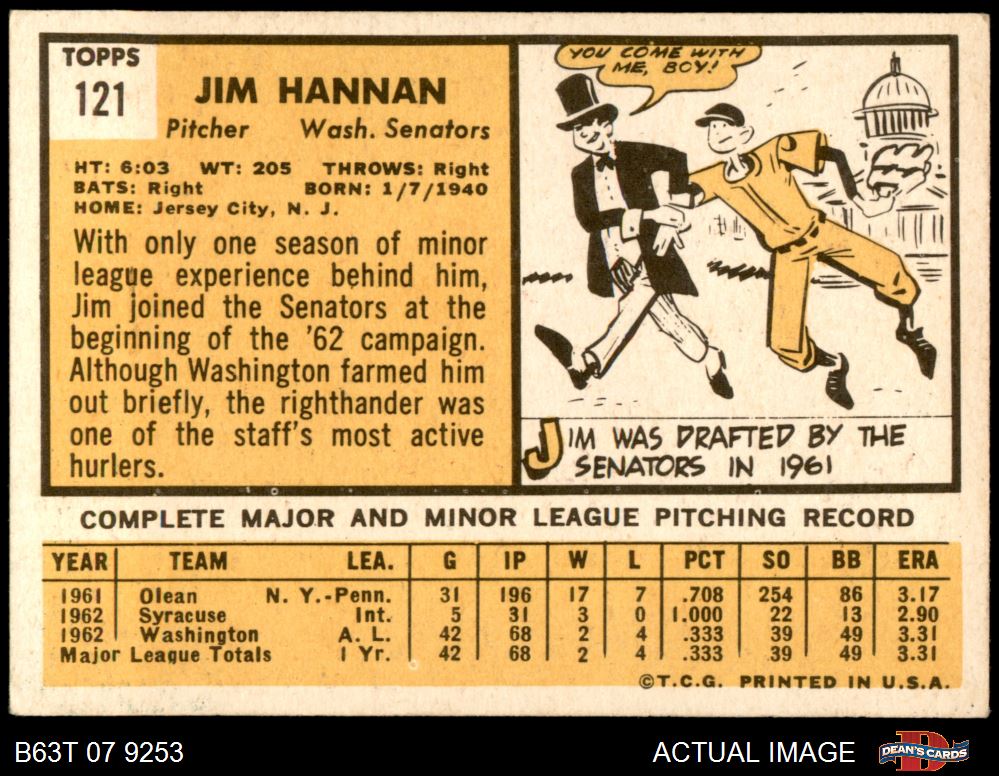 TOPPS
121
JIM HANNAN
Pitcher Wash. Senators
HT: 6:03 WT: 205 THROWS: Right
BATS: Right BORN: 1/7/1940
HOME: Jersey City, N. J.
With only one season of minor
league experience behind him,
Jim joined the Senators at the
beginning of the '62 campaign.
Although Washington farmed him
out briefly, the righthander was
one of the staff's most active
hurlers.
YOU COME WITH
ME, BOY!
JIM WAS DRAFTED BY THE
SENATORS IN 1961
COMPLETE MAJOR AND MINOR LEAGUE PITCHING RECORD
YEAR TEAM LEA. G IP W L PCT SO BB ERA
1961 Olean N. Y.-Penn. 31 196 17 7 .708 254 86 3.17
1962 Syracuse Int. 5 31 3 0 1.000 22 13 2.90
1962 Washington A. L. 42 68 2 4 .333 39 49 3.31
Major League Totals 1 Yr. 42 68 2 4 .333 39 49 3.31
©T.C.G. PRINTED IN U.S.A.
B63T 07 9253 ACTUAL IMAGE DEAN'S CARDS